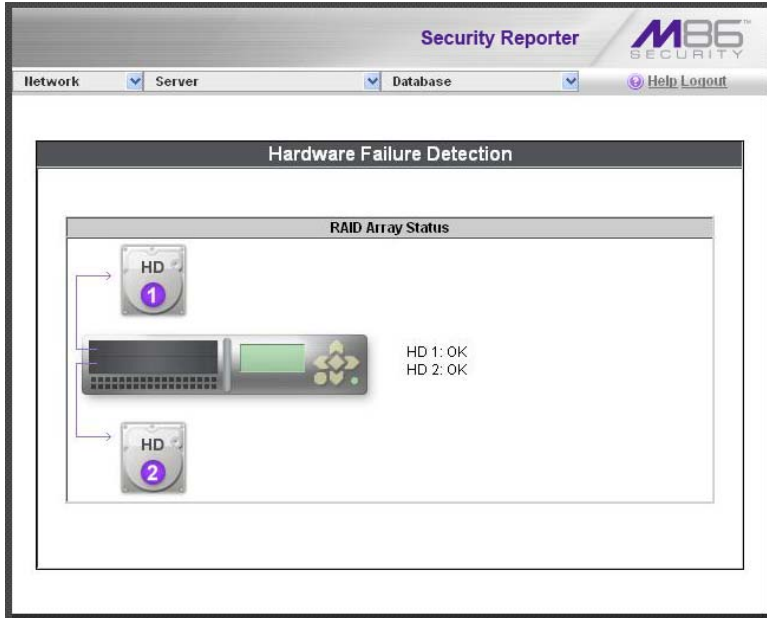 Security Reporter
M86™
SECURITY
Network Server Database Help Logout
Hardware Failure Detection
RAID Array Status
HD
1
HD 1: OK
HD 2: OK
HD
2